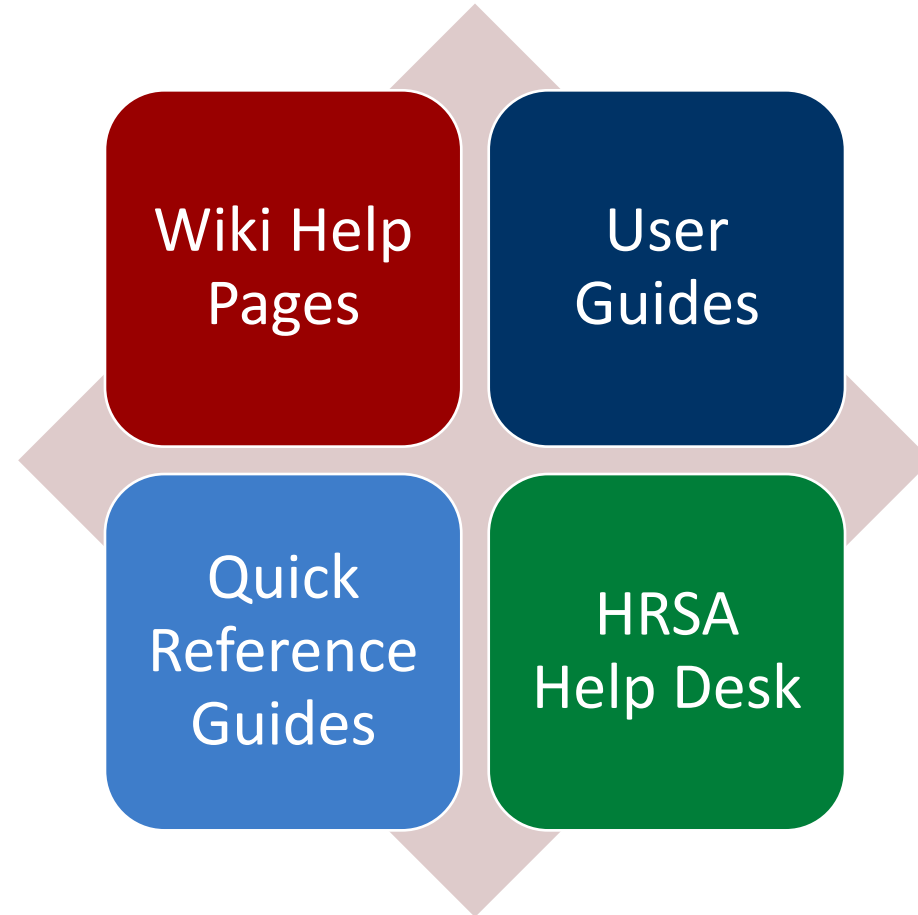 Wiki Help
Pages
User
Guides
Quick
Reference
Guides
HRSA
Help Desk